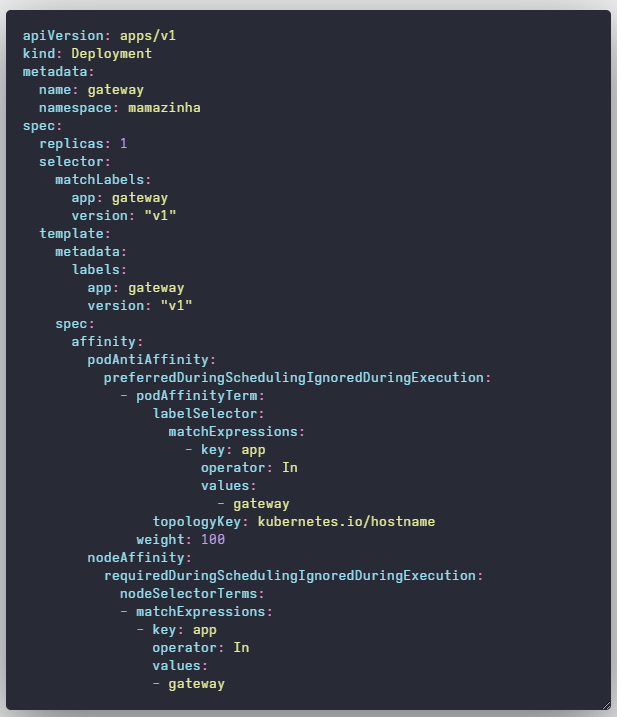 apiVersion: apps/v1
kind: Deployment
metadata:
  name: gateway
  namespace: mamazinha
spec:
  replicas: 1
  selector:
    matchLabels:
      app: gateway
      version: "v1"
  template:
    metadata:
      labels:
        app: gateway
        version: "v1"
    spec:
      affinity:
        podAntiAffinity:
          preferredDuringSchedulingIgnoredDuringExecution:
            - podAffinityTerm:
                labelSelector:
                  matchExpressions:
                    - key: app
                      operator: In
                      values:
                        - gateway
                topologyKey: kubernetes.io/hostname
              weight: 100
        nodeAffinity:
          requiredDuringSchedulingIgnoredDuringExecution:
            nodeSelectorTerms:
            - matchExpressions:
              - key: app
                operator: In
                values:
                - gateway